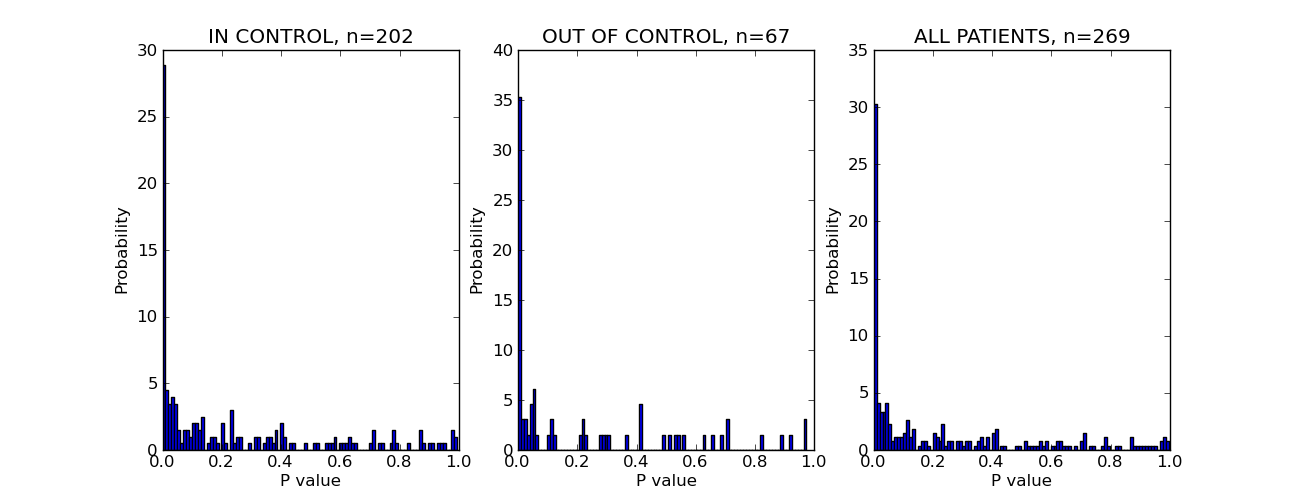 IN CONTROL, n=202
30
25
20
15
10
5
0
Probability
0.0 0.2 0.4 0.6 0.8 1.0
P value
OUT OF CONTROL, n=67
40
35
30
25
20
15
10
5
0
Probability
0.0 0.2 0.4 0.6 0.8 1.0
P value
ALL PATIENTS, n=269
35
30
25
20
15
10
5
0
Probability
0.0 0.2 0.4 0.6 0.8 1.0
P value